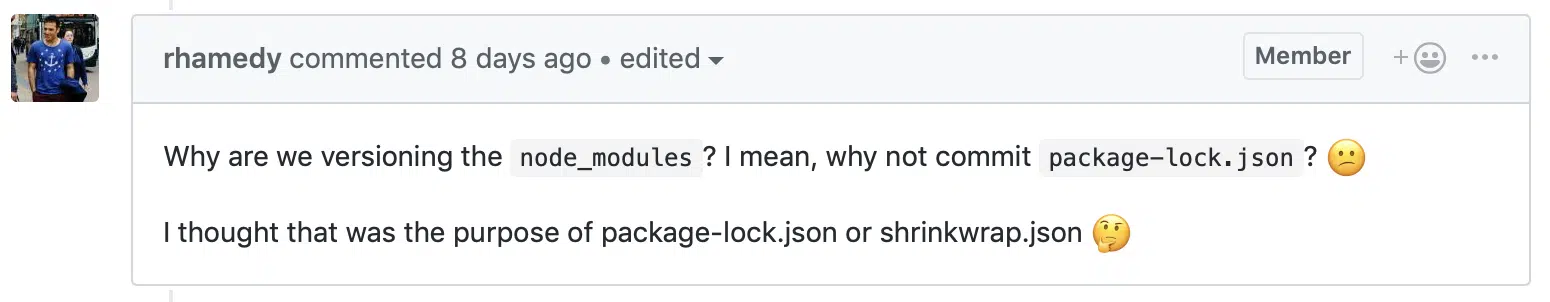 rhamedy commented 8 days ago • edited
Member
Why are we versioning the node_modules? I mean, why not commit package-lock.json? 😕
I thought that was the purpose of package-lock.json or shrinkwrap.json 🤔